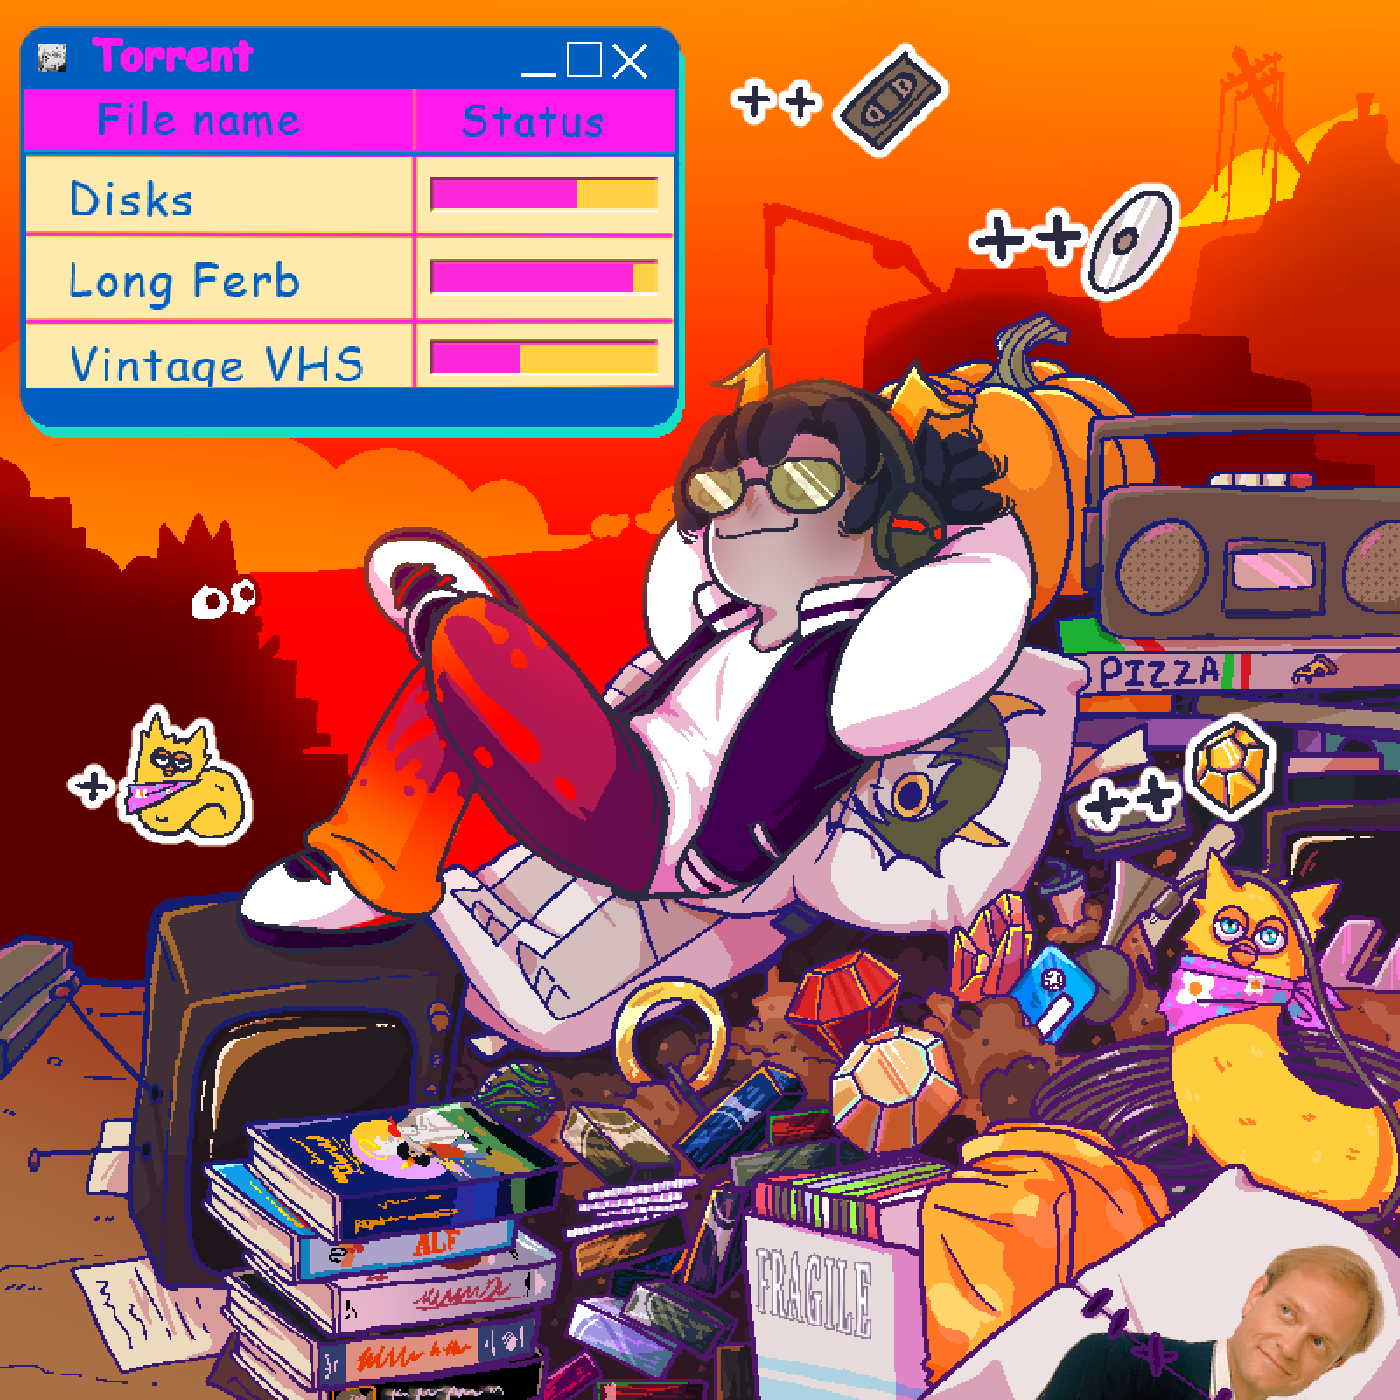 Torrent
File name Status
Disks
Long Ferb
Vintage VHS
PIZZA
ALF
FRAGILE